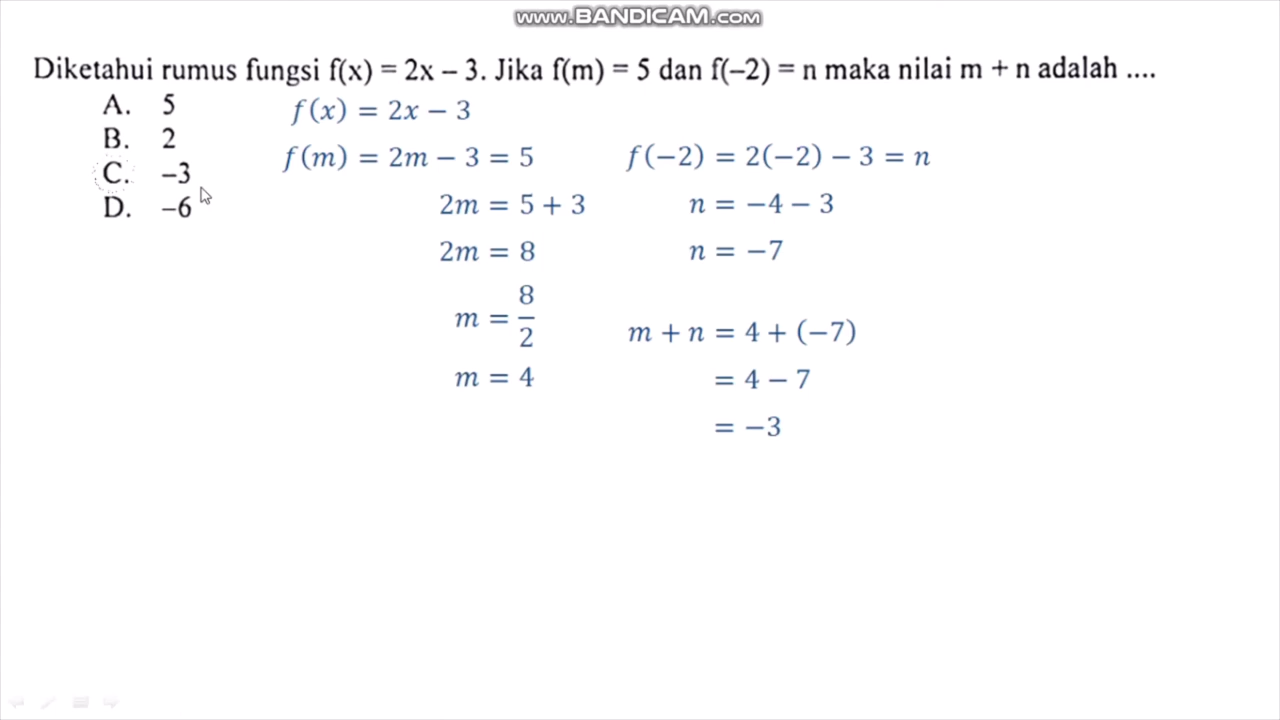 www.BANDICAM.com
Diketahui rumus fungsi f(x) = 2x – 3. Jika f(m) = 5 dan f(–2) = n maka nilai m + n adalah ....
A. 5
B. 2
C. –3
D. –6
f(x) = 2x − 3
f(m) = 2m − 3 = 5
2m = 5 + 3
2m = 8
m = 8/2
m = 4
f(−2) = 2(−2) − 3 = n
n = −4 − 3
n = −7
m + n = 4 + (−7)
= 4 − 7
= −3